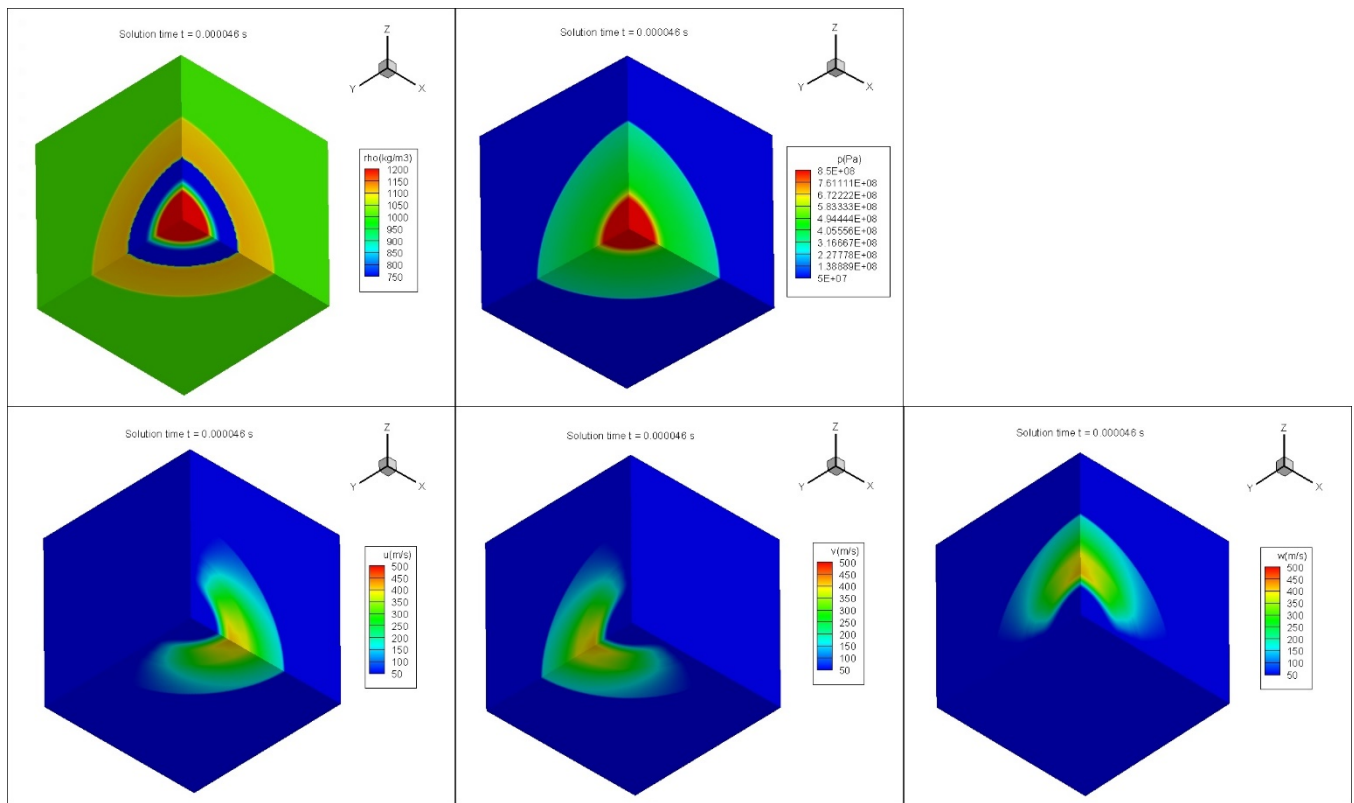 Solution time t = 0.000046 s
Z
Y
X
rho(kg/m3)
1200
1150
1100
1050
1000
950
900
850
800
750
Solution time t = 0.000046 s
Z
Y
X
p(Pa)
8.5E+08
7.61111E+08
6.72222E+08
5.83333E+08
4.94444E+08
4.05556E+08
3.16667E+08
2.27778E+08
1.38889E+08
5E+07
Solution time t = 0.000046 s
Z
Y
X
u(m/s)
500
450
400
350
300
250
200
150
100
50
Solution time t = 0.000046 s
Z
Y
X
v(m/s)
500
450
400
350
300
250
200
150
100
50
Solution time t = 0.000046 s
Z
Y
X
w(m/s)
500
450
400
350
300
250
200
150
100
50